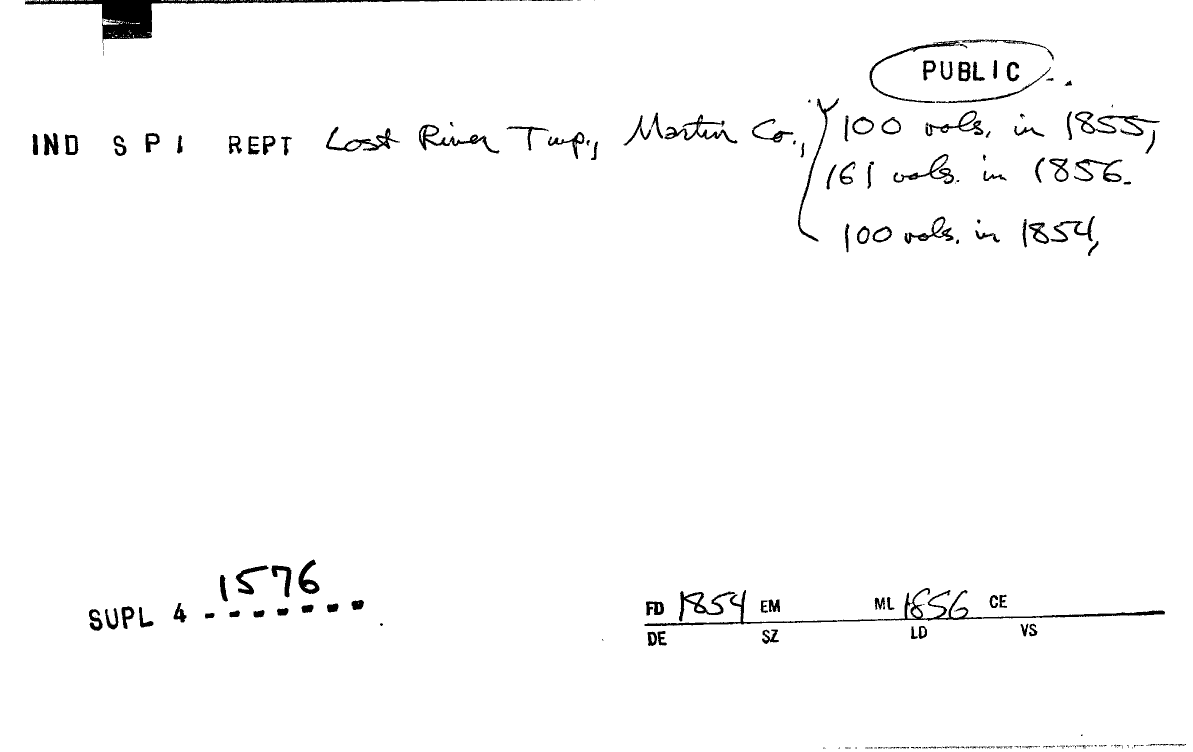 PUBLIC
IND S P I REPT Lost River Twp., Martin Co., 100 vols. in 1855,
161 vols. in 1856.
100 vols. in 1854,
1576
SUPL 4 -------
FD 1854 EM ML 1856 CE
DE SZ LD VS